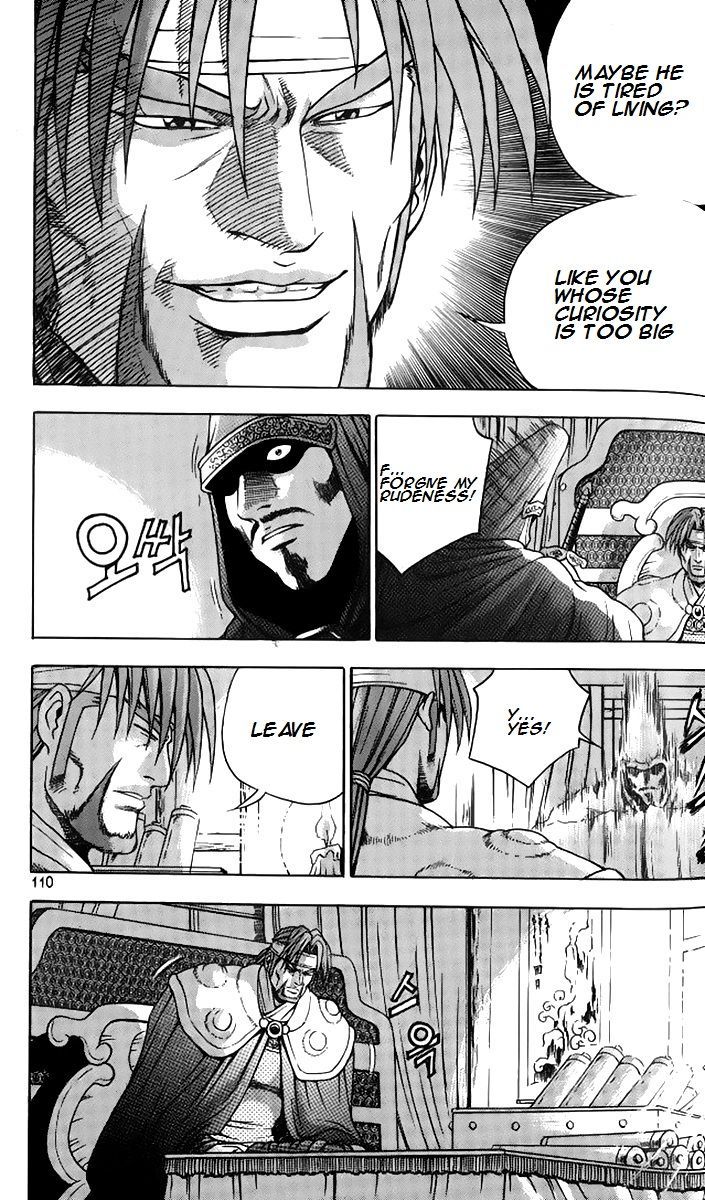 MAYBE HE
IS TIRED
OF LIVING?
LIKE YOU
WHOSE
CURIOSITY
IS TOO BIG
오싹
F...
FORGIVE MY
RUDENESS!
LEAVE
Y...
YES!
110
스윽